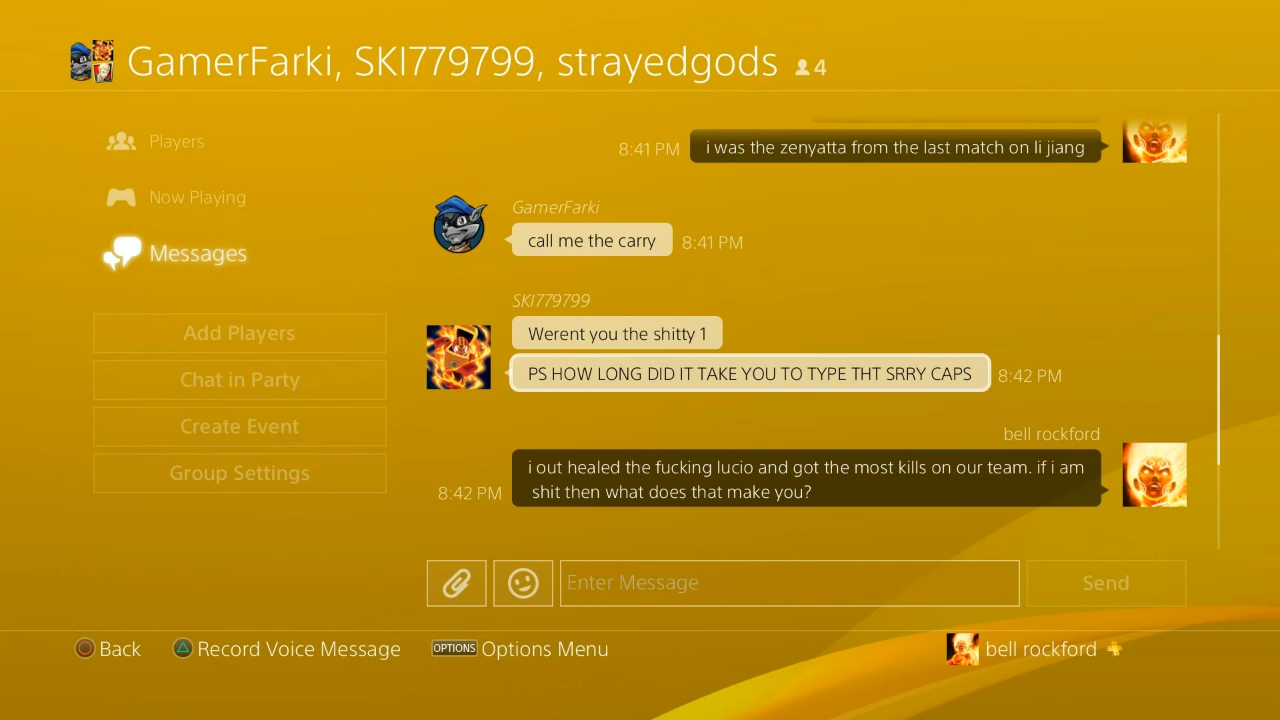 GamerFarki, SKI779799, strayedgods 4
Players
Now Playing
Messages
Add Players
Chat in Party
Create Event
Group Settings
8:41 PM i was the zenyatta from the last match on li jiang
GamerFarki
call me the carry 8:41 PM
SKI779799
Werent you the shitty 1
PS HOW LONG DID IT TAKE YOU TO TYPE THT SRRY CAPS 8:42 PM
bell rockford
i out healed the fucking lucio and got the most kills on our team. if i am
8:42 PM shit then what does that make you?
Enter Message
Send
Back
Record Voice Message
OPTIONS Options Menu
bell rockford